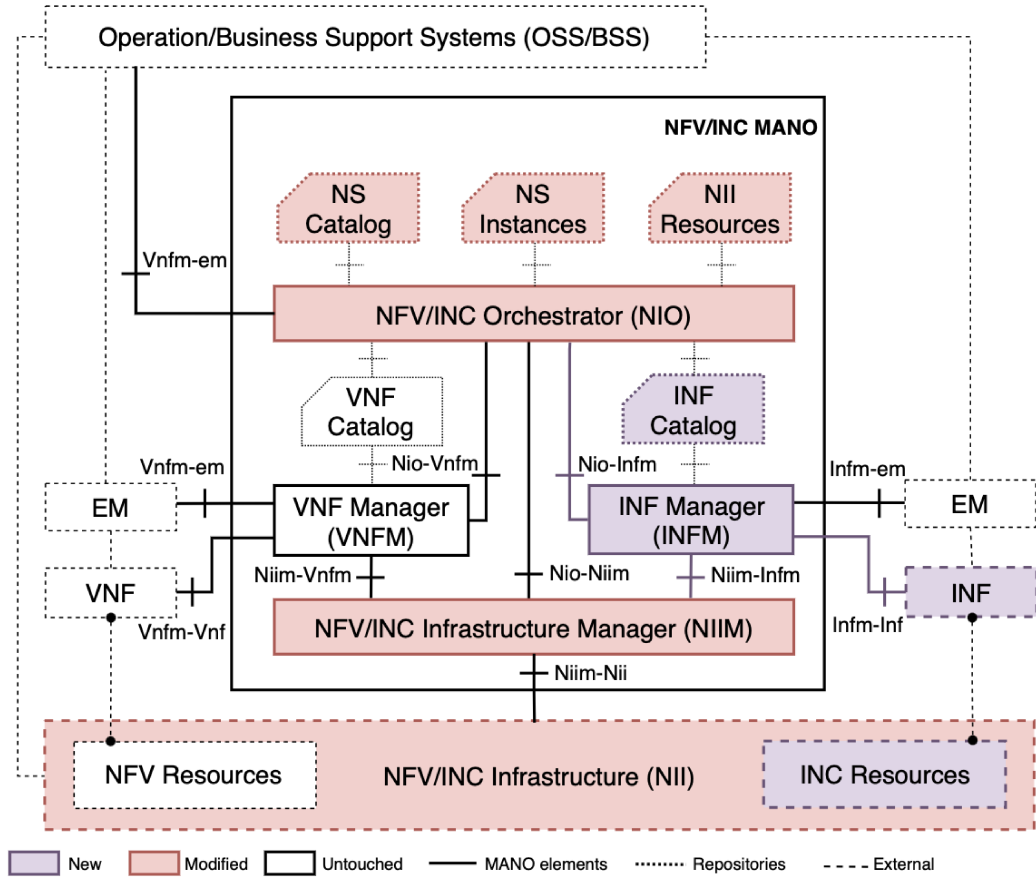 Operation/Business Support Systems (OSS/BSS)
NFV/INC MANO
NS
Catalog
NS
Instances
NII
Resources
Vnfm-em
NFV/INC Orchestrator (NIO)
VNF
Catalog
INF
Catalog
Vnfm-em
Nio-Vnfm
Nio-Infm
Infm-em
EM
VNF Manager
(VNFM)
INF Manager
(INFM)
EM
Niim-Vnfm
Nio-Niim
Niim-Infm
VNF
INF
Vnfm-Vnf
Infm-Inf
NFV/INC Infrastructure Manager (NIIM)
Niim-Nii
NFV Resources
NFV/INC Infrastructure (NII)
INC Resources
New
Modified
Untouched
MANO elements
Repositories
External